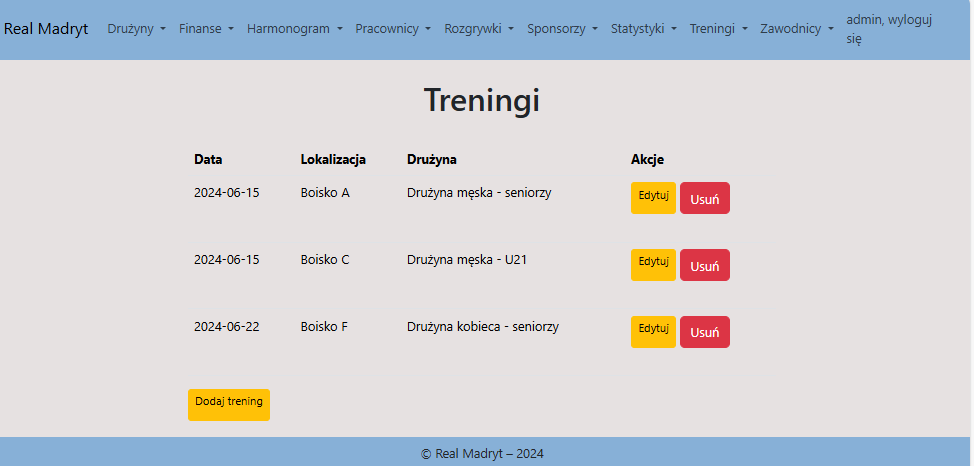 Real Madryt Drużyny Finanse Harmonogram Pracownicy Rozgrywki Sponsorzy Statystyki Treningi Zawodnicy admin, wyloguj
się
Treningi
Data Lokalizacja Drużyna Akcje
2024-06-15 Boisko A Drużyna męska - seniorzy Edytuj Usuń
2024-06-15 Boisko C Drużyna męska - U21 Edytuj Usuń
2024-06-22 Boisko F Drużyna kobieca - seniorzy Edytuj Usuń
Dodaj trening
© Real Madryt – 2024